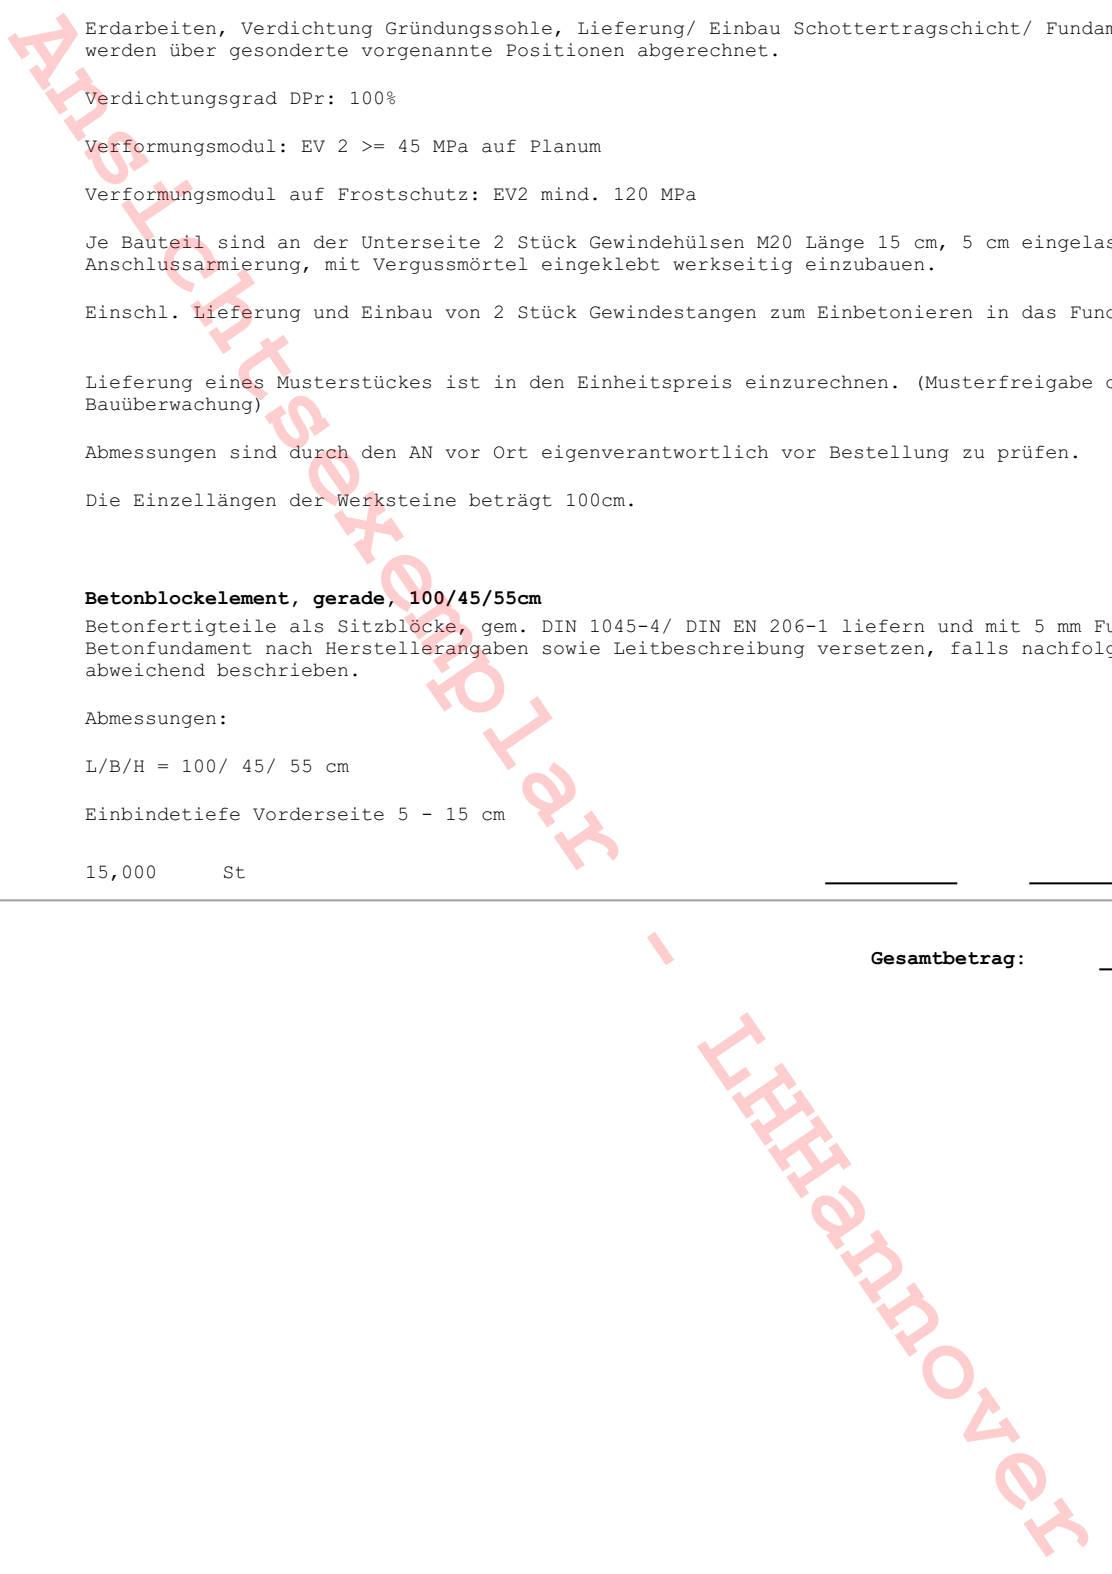 Erdarbeiten, Verdichtung Gründungssohle, Lieferung/ Einbau Schottertragschicht/
werden über gesonderte vorgenannte Positionen abgerechnet.
Verdichtungsgrad DPr: 100%
Verformungsmodul: EV 2 >= 45 MPa auf Planum
Verformungsmodul auf Frostschutz: EV2 mind. 120 MPa
Je Bauteil sind an der Unterseite 2 Stück Gewindehülsen M20 Länge 15 cm, 5 cm
Anschlussarmierung, mit Vergussmörtel eingeklebt werkseitig einzubauen.
Einschl. Lieferung und Einbau von 2 Stück Gewindestangen zum Einbetonieren in das
Lieferung eines Musterstückes ist in den Einheitspreis einzurechnen. (Musterfreigabe
Bauüberwachung)
Abmessungen sind durch den AN vor Ort eigenverantwortlich vor Bestellung zu prüfen.
Die Einzellängen der Werksteine beträgt 100cm.
Betonblockelement, gerade, 100/45/55cm
Betonfertigteile als Sitzblöcke, gem. DIN 1045-4/ DIN EN 206-1 liefern und mit 5 mm
Betonfundament nach Herstellerangaben sowie Leitbeschreibung versetzen, falls
abweichend beschrieben.
Abmessungen:
L/B/H = 100/ 45/ 55 cm
Einbindetiefe Vorderseite 5 - 15 cm
15,000 St
Gesamtbetrag:
Ansichtsexemplar - LHHannover